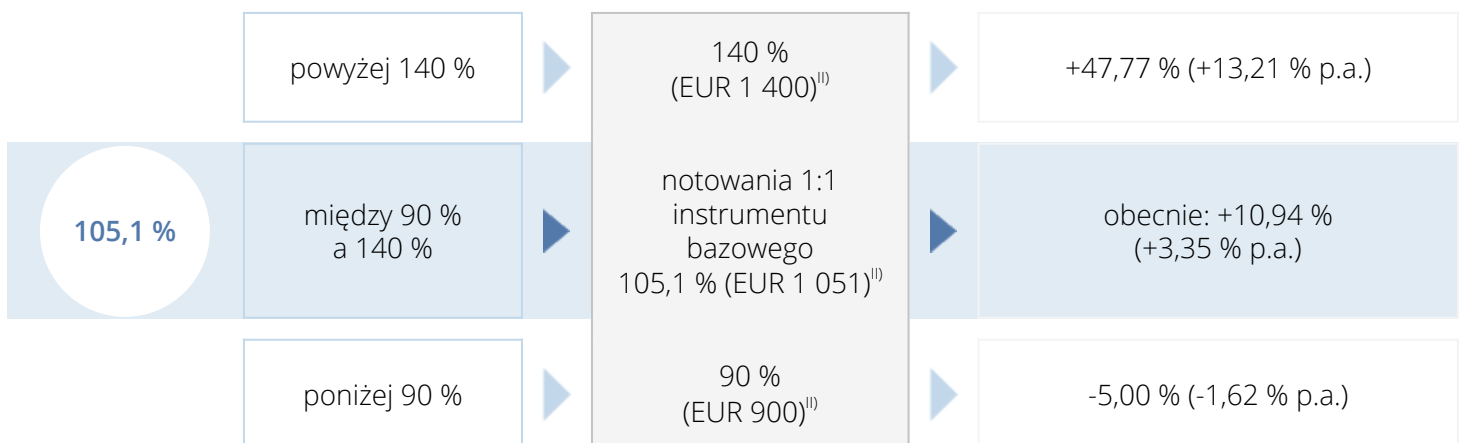 powyżej 140 %
140 %
(EUR 1 400)II)
+47,77 % (+13,21 % p.a.)
105,1 %
między 90 %
a 140 %
notowania 1:1
instrumentu
bazowego
105,1 % (EUR 1 051)II)
obecnie: +10,94 %
(+3,35 % p.a.)
poniżej 90 %
90 %
(EUR 900)II)
-5,00 % (-1,62 % p.a.)